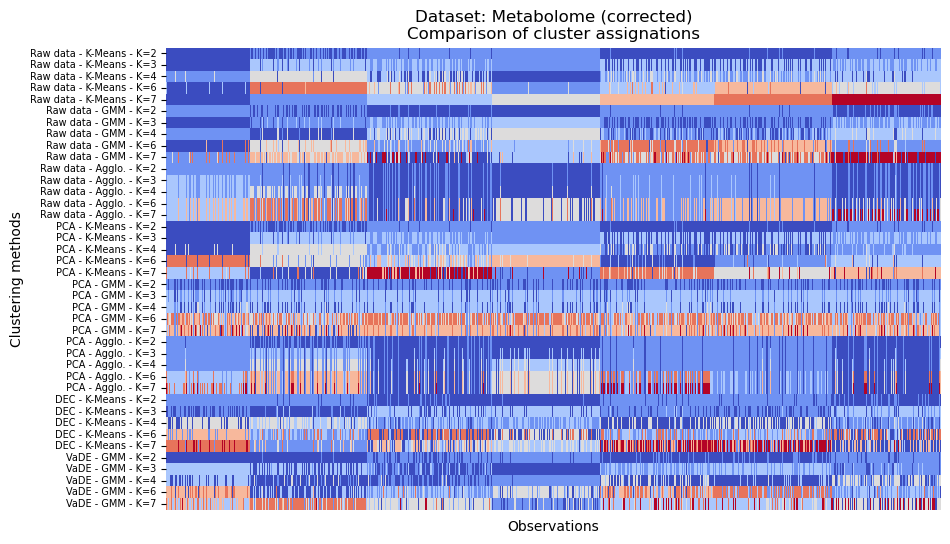 Dataset: Metabolome (corrected)
Comparison of cluster assignations
Raw data - K-Means - K=2
Raw data - K-Means - K=3
Raw data - K-Means - K=4
Raw data - K-Means - K=6
Raw data - K-Means - K=7
Raw data - GMM - K=2
Raw data - GMM - K=3
Raw data - GMM - K=4
Raw data - GMM - K=6
Raw data - GMM - K=7
Raw data - Agglo. - K=2
Raw data - Agglo. - K=3
Raw data - Agglo. - K=4
Raw data - Agglo. - K=6
Raw data - Agglo. - K=7
PCA - K-Means - K=2
PCA - K-Means - K=3
PCA - K-Means - K=4
PCA - K-Means - K=6
PCA - K-Means - K=7
PCA - GMM - K=2
PCA - GMM - K=3
PCA - GMM - K=4
PCA - GMM - K=6
PCA - GMM - K=7
PCA - Agglo. - K=2
PCA - Agglo. - K=3
PCA - Agglo. - K=4
PCA - Agglo. - K=6
PCA - Agglo. - K=7
DEC - K-Means - K=2
DEC - K-Means - K=3
DEC - K-Means - K=4
DEC - K-Means - K=6
DEC - K-Means - K=7
VaDE - GMM - K=2
VaDE - GMM - K=3
VaDE - GMM - K=4
VaDE - GMM - K=6
VaDE - GMM - K=7
Clustering methods
Observations